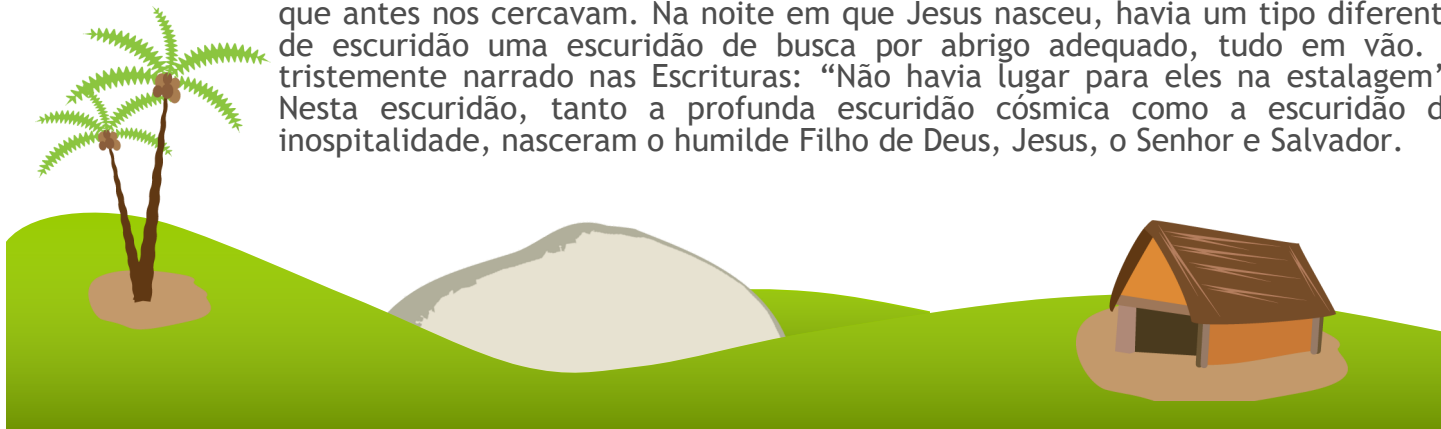 que antes nos cercavam. Na noite em que Jesus nasceu, havia um tipo diferent
de escuridão uma escuridão de busca por abrigo adequado, tudo em vão.
tristemente narrado nas Escrituras: “Não havia lugar para eles na estalagem”
Nesta escuridão, tanto a profunda escuridão cósmica como a escuridão d
inospitalidade, nasceram o humilde Filho de Deus, Jesus, o Senhor e Salvador.